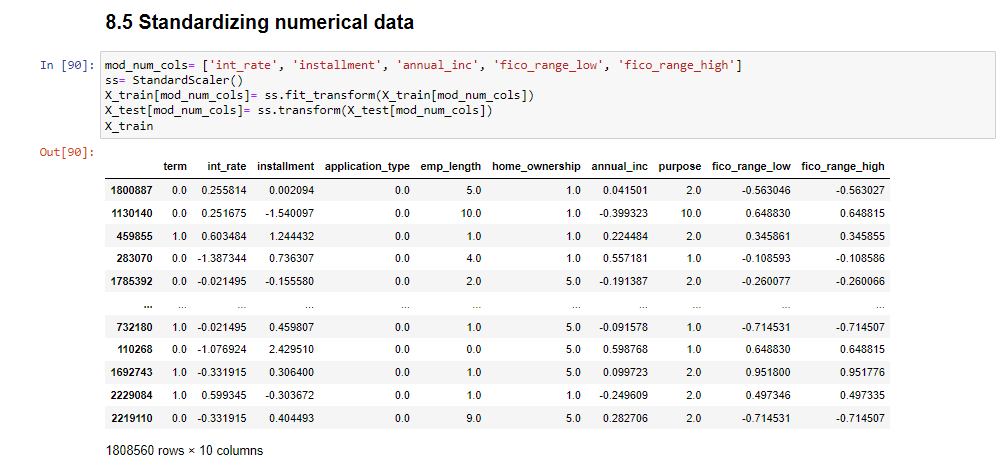 8.5 Standardizing numerical data
In [90]: mod_num_cols= ['int_rate', 'installment', 'annual_inc', 'fico_range_low', 'fico_range_high']
ss= StandardScaler()
X_train[mod_num_cols]= ss.fit_transform(X_train[mod_num_cols])
X_test[mod_num_cols]= ss.transform(X_test[mod_num_cols])
X_train
Out[90]:
term int_rate installment application_type emp_length home_ownership annual_inc purpose fico_range_low fico_range_high
1800887 0.0 0.255814 0.002094 0.0 5.0 1.0 0.041501 2.0 -0.563046 -0.563027
1130140 0.0 0.251675 -1.540097 0.0 10.0 1.0 -0.399323 10.0 0.648830 0.648815
459855 1.0 0.603484 1.244432 0.0 1.0 1.0 0.224484 2.0 0.345861 0.345855
283070 0.0 -1.387344 0.736307 0.0 4.0 1.0 0.557181 1.0 -0.108593 -0.108586
1785392 0.0 -0.021495 -0.155580 0.0 2.0 5.0 -0.191387 2.0 -0.260077 -0.260066
... ... ... ... ... ... ... ... ... ... ...
732180 1.0 -0.021495 0.459807 0.0 1.0 5.0 -0.091578 1.0 -0.714531 -0.714507
110268 0.0 -1.076924 2.429510 0.0 0.0 5.0 0.598768 1.0 0.648830 0.648815
1692743 1.0 -0.331915 0.306400 0.0 1.0 5.0 0.099723 2.0 0.951800 0.951776
2229084 1.0 0.599345 -0.303672 0.0 1.0 1.0 -0.249609 2.0 0.497346 0.497335
2219110 0.0 -0.331915 0.404493 0.0 9.0 5.0 0.282706 2.0 -0.714531 -0.714507
1808560 rows × 10 columns